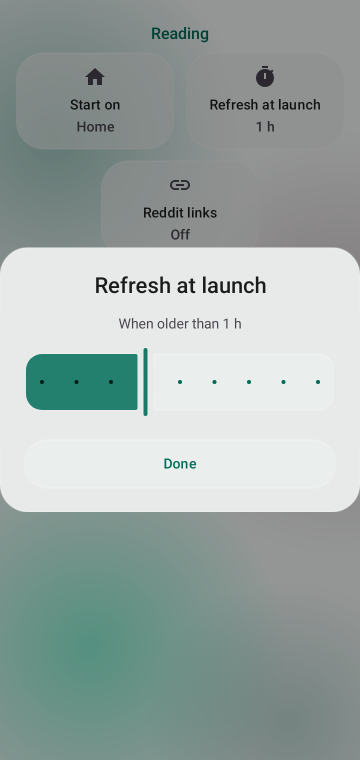 Reading
Start on
Home
Refresh at launch
1 h
Reddit links
Off
Refresh at launch
When older than 1 h
Done